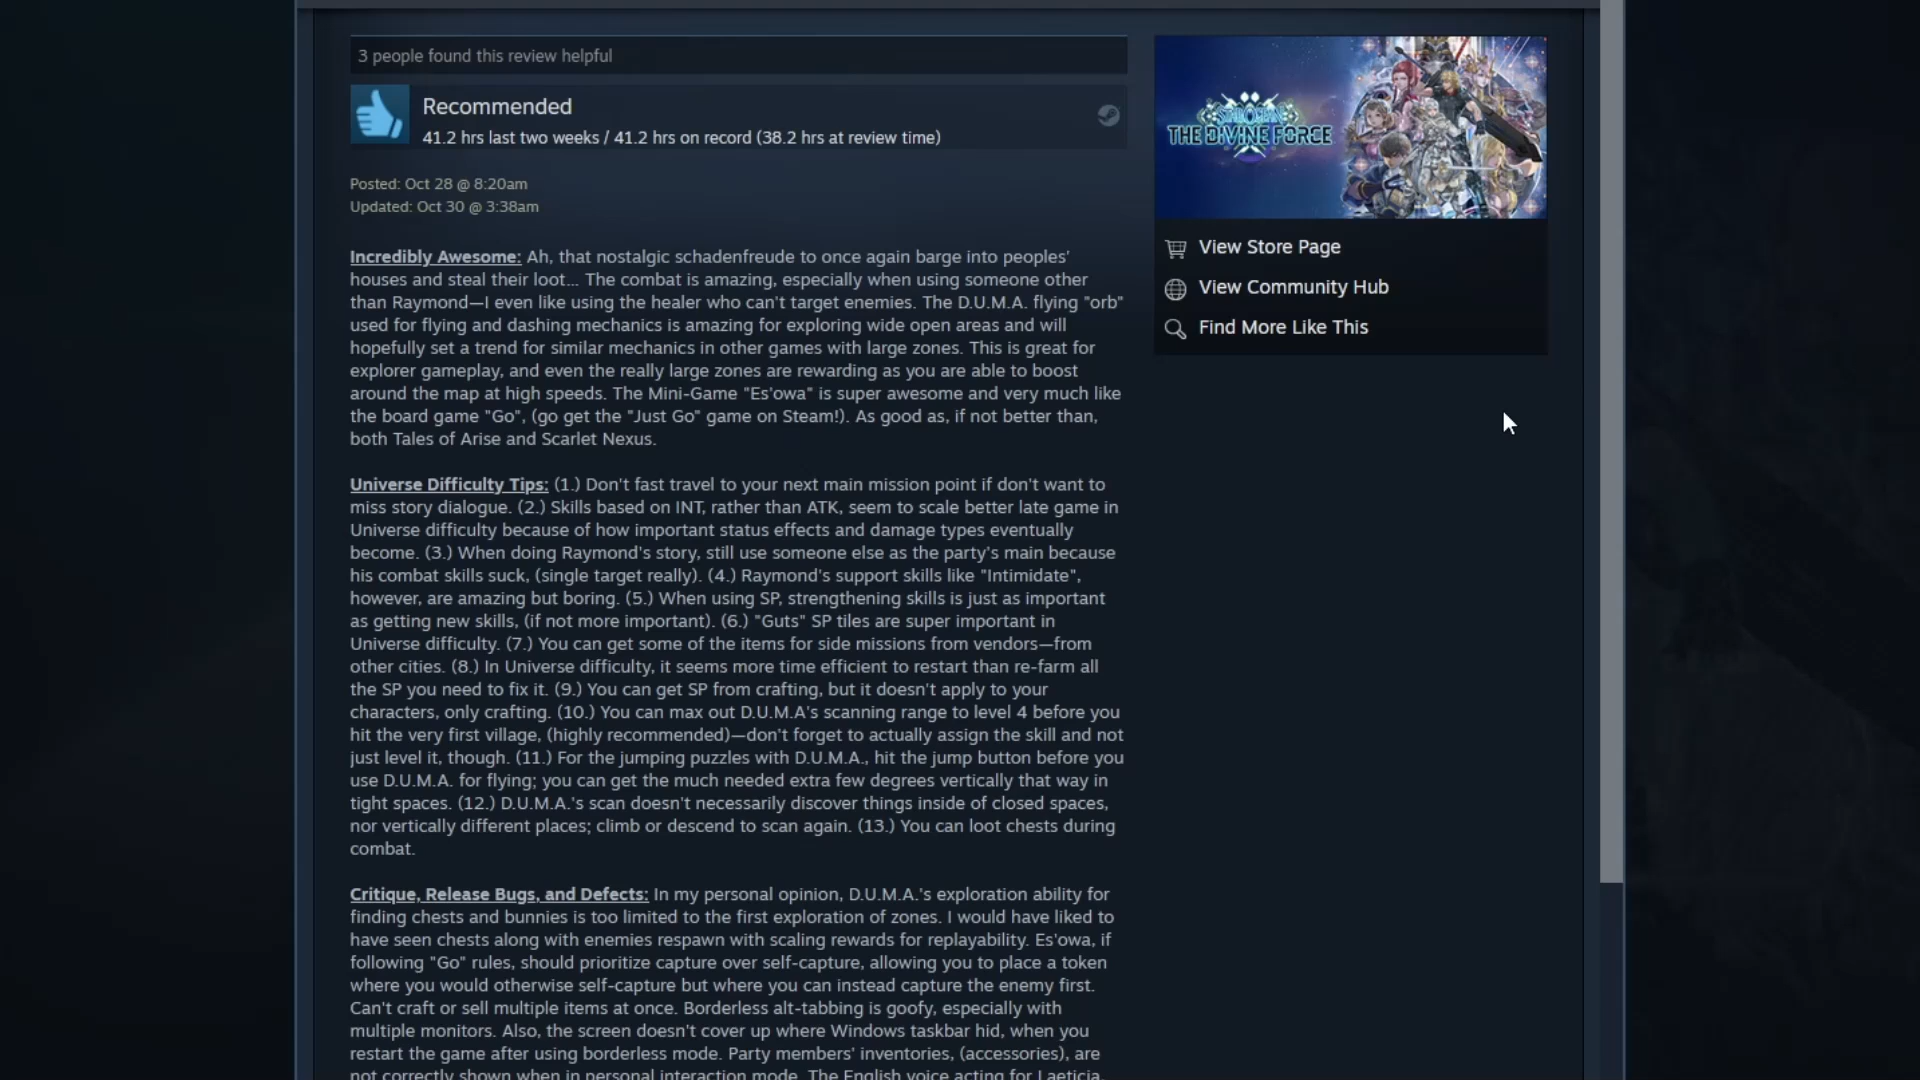 3 people found this review helpful
Recommended
41.2 hrs last two weeks / 41.2 hrs on record (38.2 hrs at review time)
Posted: Oct 28 @ 8:20am
Updated: Oct 30 @ 3:38am
Incredibly Awesome: Ah, that nostalgic schadenfreude to once again barge into peoples'
houses and steal their loot... The combat is amazing, especially when using someone other
than Raymond—I even like using the healer who can't target enemies. The D.U.M.A. flying "orb"
used for flying and dashing mechanics is amazing for exploring wide open areas and will
hopefully set a trend for similar mechanics in other games with large zones. This is great for
explorer gameplay, and even the really large zones are rewarding as you are able to boost
around the map at high speeds. The Mini-Game "Es'owa" is super awesome and very much like
the board game "Go", (go get the "Just Go" game on Steam!). As good as, if not better than,
both Tales of Arise and Scarlet Nexus.
Universe Difficulty Tips: (1.) Don't fast travel to your next main mission point if don't want to
miss story dialogue. (2.) Skills based on INT, rather than ATK, seem to scale better late game in
Universe difficulty because of how important status effects and damage types eventually
become. (3.) When doing Raymond's story, still use someone else as the party's main because
his combat skills suck, (single target really). (4.) Raymond's support skills like "Intimidate",
however, are amazing but boring. (5.) When using SP, strengthening skills is just as important
as getting new skills, (if not more important). (6.) "Guts" SP tiles are super important in
Universe difficulty. (7.) You can get some of the items for side missions from vendors—from
other cities. (8.) In Universe difficulty, it seems more time efficient to restart than re-farm all
the SP you need to fix it. (9.) You can get SP from crafting, but it doesn't apply to your
characters, only crafting. (10.) You can max out D.U.M.A's scanning range to level 4 before you
hit the very first village, (highly recommended)—don't forget to actually assign the skill and not
just level it, though. (11.) For the jumping puzzles with D.U.M.A., hit the jump button before you
use D.U.M.A. for flying; you can get the much needed extra few degrees vertically that way in
tight spaces. (12.) D.U.M.A.'s scan doesn't necessarily discover things inside of closed spaces,
nor vertically different places; climb or descend to scan again. (13.) You can loot chests during
combat.
Critique, Release Bugs, and Defects: In my personal opinion, D.U.M.A.'s exploration ability for
finding chests and bunnies is too limited to the first exploration of zones. I would have liked to
have seen chests along with enemies respawn with scaling rewards for replayability. Es'owa, if
following "Go" rules, should prioritize capture over self-capture, allowing you to place a token
where you would otherwise self-capture but where you can instead capture the enemy first.
Can't craft or sell multiple items at once. Borderless alt-tabbing is goofy, especially with
multiple monitors. Also, the screen doesn't cover up where Windows taskbar hid, when you
restart the game after using borderless mode. Party members' inventories, (accessories), are
not correctly shown when in personal interaction mode. The English voice acting for Laeticia,
STAR OCEAN
THE DIVINE FORCE
View Store Page
View Community Hub
Find More Like This